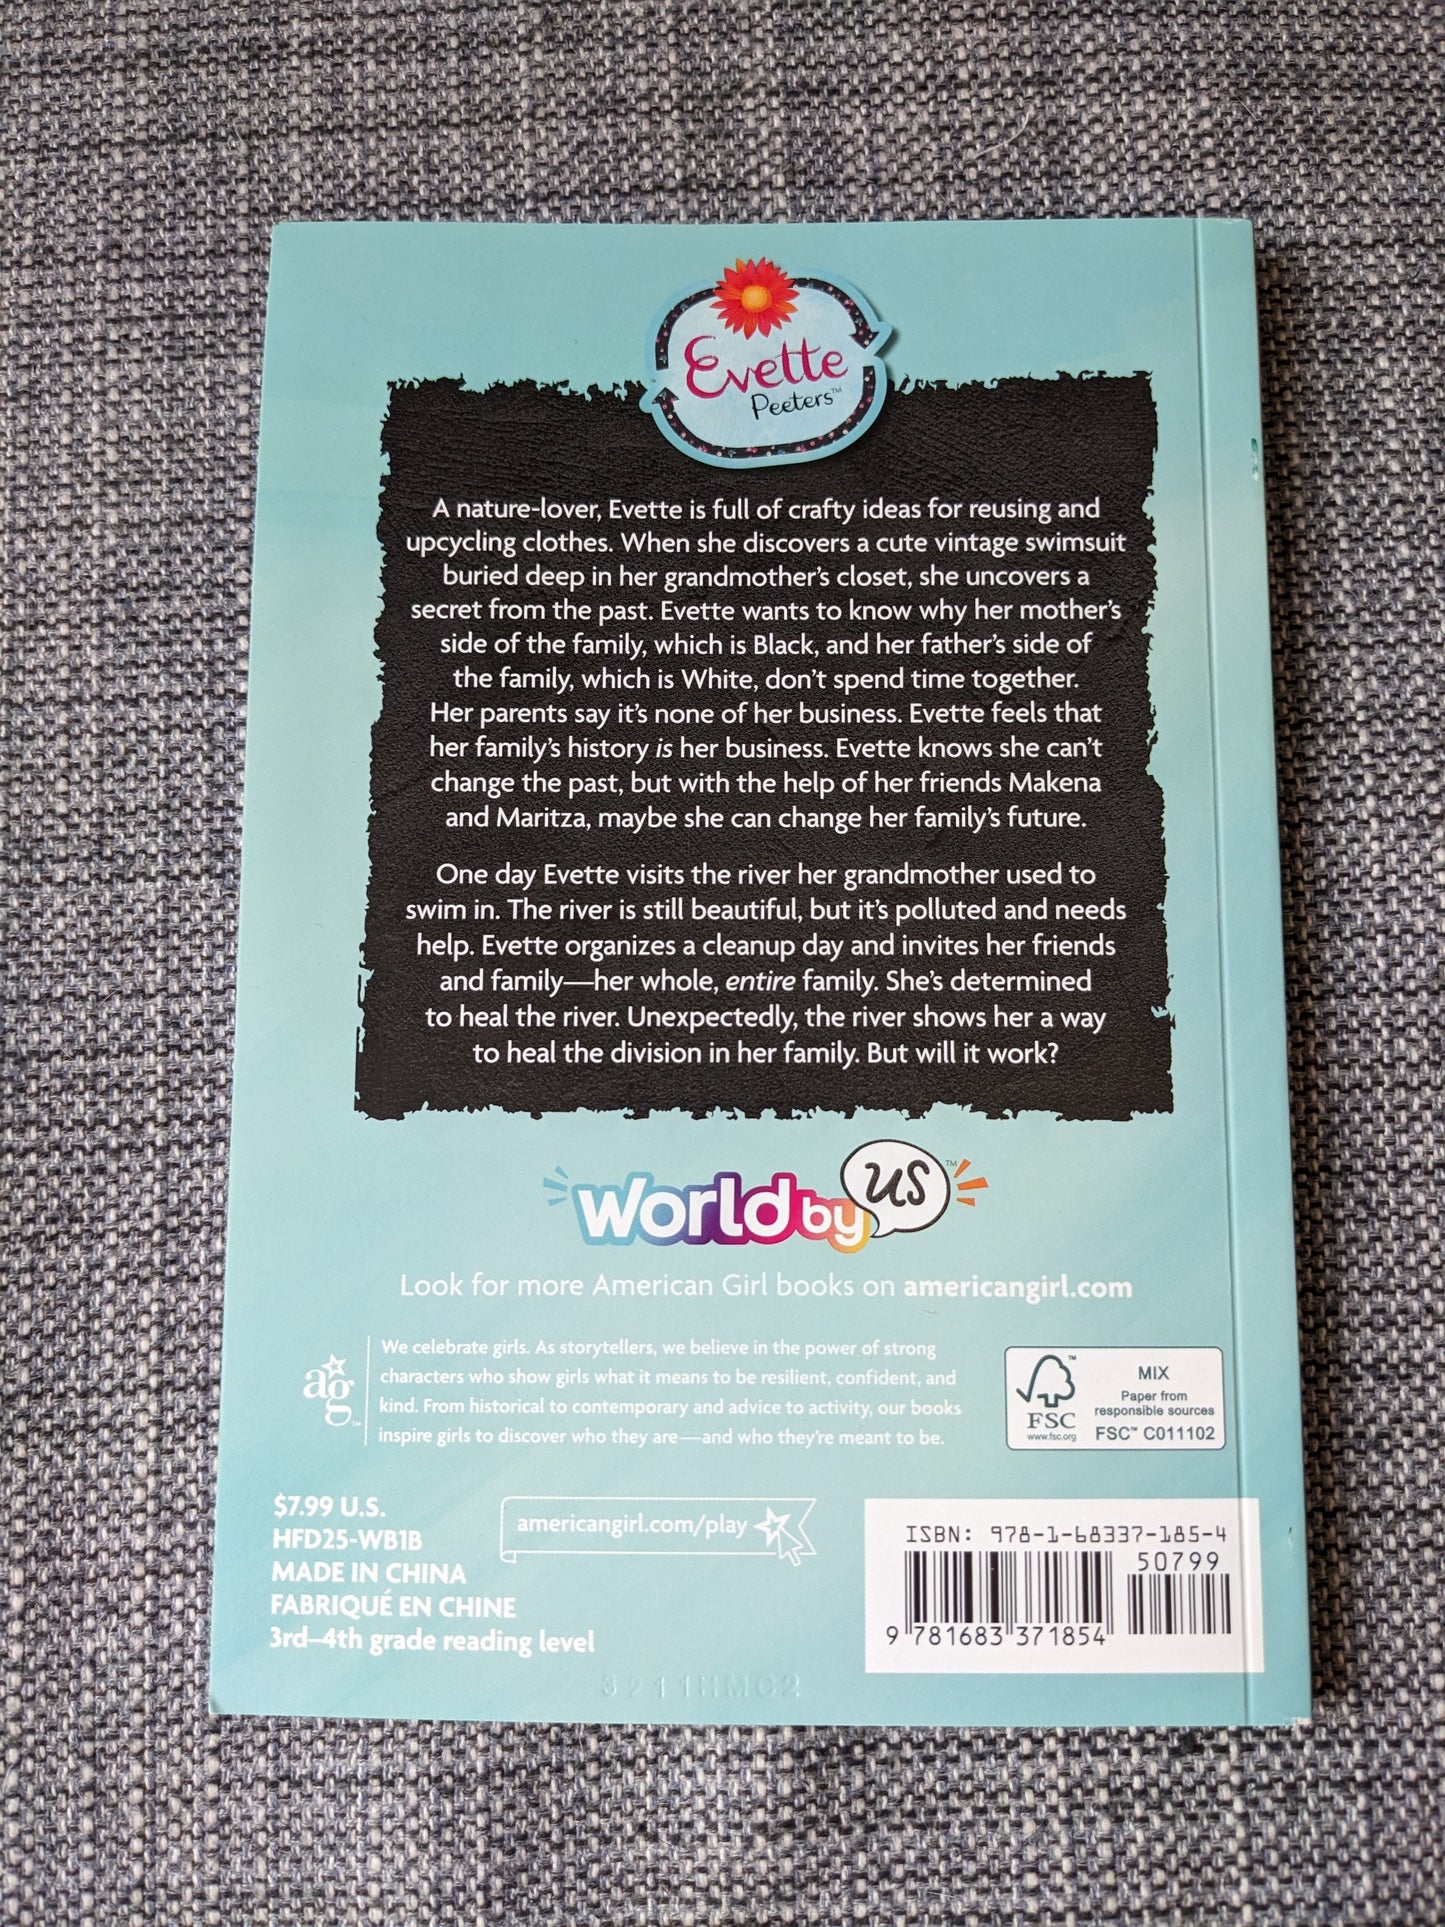 Evette
Peeters™
A nature-lover, Evette is full of crafty ideas for reusing and
upcycling clothes. When she discovers a cute vintage swimsuit
buried deep in her grandmother's closet, she uncovers a
secret from the past. Evette wants to know why her mother's
side of the family, which is Black, and her father's side of
the family, which is White, don't spend time together.
Her parents say it's none of her business. Evette feels that
her family's history is her business. Evette knows she can't
change the past, but with the help of her friends Makena
and Maritza, maybe she can change her family's future.
One day Evette visits the river her grandmother used to
swim in. The river is still beautiful, but it's polluted and needs
help. Evette organizes a cleanup day and invites her friends
and family—her whole, entire family. She's determined
to heal the river. Unexpectedly, the river shows her a way
to heal the division in her family. But will it work?
World by us™
Look for more American Girl books on americangirl.com
ag™
We celebrate girls. As storytellers, we believe in the power of strong
characters who show girls what it means to be resilient, confident, and
kind. From historical to contemporary and advice to activity, our books
inspire girls to discover who they are—and who they're meant to be.
™
FSC
www.fsc.org
MIX
Paper from
responsible sources
FSC™ C011102
$7.99 U.S.
HFD25-WB1B
MADE IN CHINA
FABRIQUÉ EN CHINE
3rd–4th grade reading level
americangirl.com/play
ISBN: 978-1-68337-185-4
50799
9 781683 371854
3211HMC2